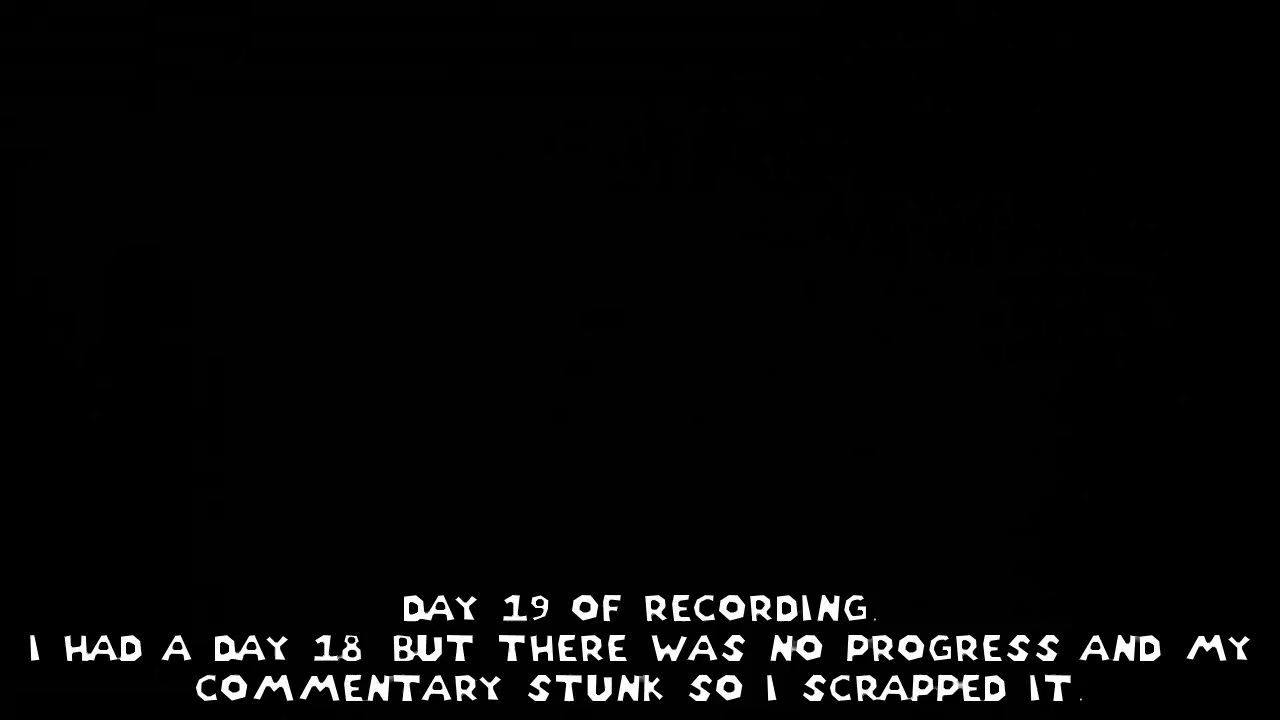 DAY 19 OF RECORDING.
I HAD A DAY 18 BUT THERE WAS NO PROGRESS AND MY
COMMENTARY STUNK SO I SCRAPPED IT.